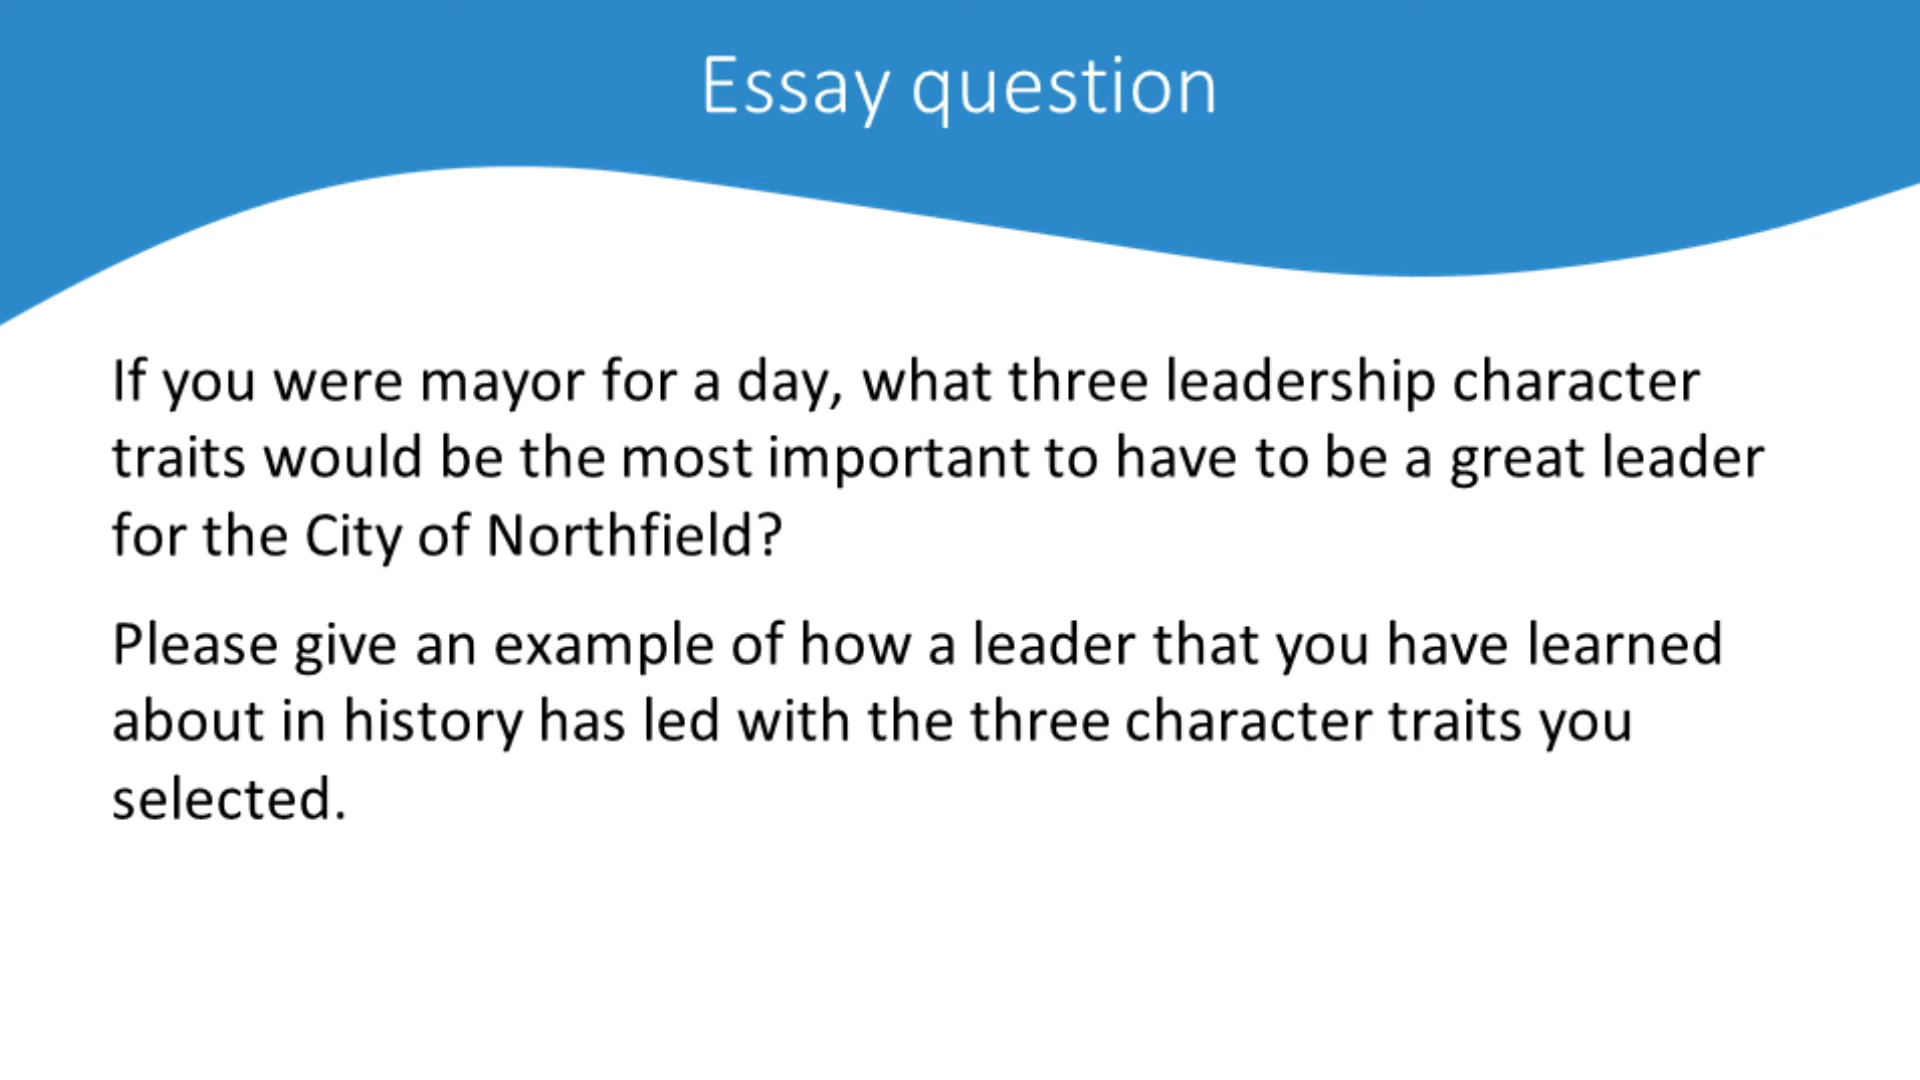 Essay question
If you were mayor for a day, what three leadership character
traits would be the most important to have to be a great leader
for the City of Northfield?
Please give an example of how a leader that you have learned
about in history has led with the three character traits you
selected.